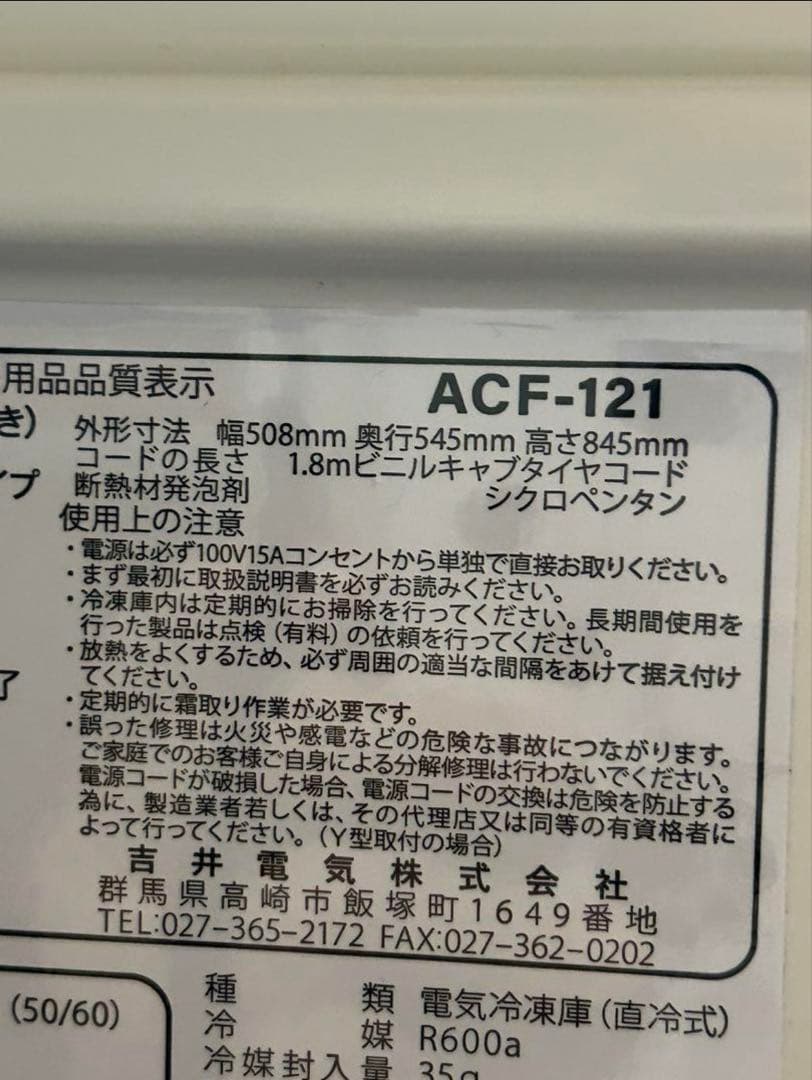 用品品質表示
ACF-121
き)
外形寸法 幅508mm 奥行545mm 高さ845mm
コードの長さ 1.8mビニルキャブタイヤコード
イプ
断熱材発泡剤 シクロペンタン
使用上の注意
・電源は必ず100V15Aコンセントから単独で直接お取りください。
・まず最初に取扱説明書を必ずお読みください。
・冷凍庫内は定期的にお掃除を行ってください。長期間使用を
行った製品は点検(有料)の依頼を行ってください。
・放熱をよくするため、必ず周囲の適当な間隔をあけて据え付け
てください。
了
・定期的に霜取り作業が必要です。
・誤った修理は火災や感電などの危険な事故につながります。
ご家庭でのお客様ご自身による分解修理は行わないでください。
電源コードが破損した場合、電源コードの交換は危険を防止する
為に、製造業者若しくは、その代理店又は同等の有資格者に
よって行ってください。(Y型取付の場合)
吉井電気株式会社
群馬県高崎市飯塚町1649番地
TEL:027-365-2172 FAX:027-362-0202
(50/60)
種類 電気冷凍庫(直冷式)
冷媒 R600a
冷媒封入量 35g